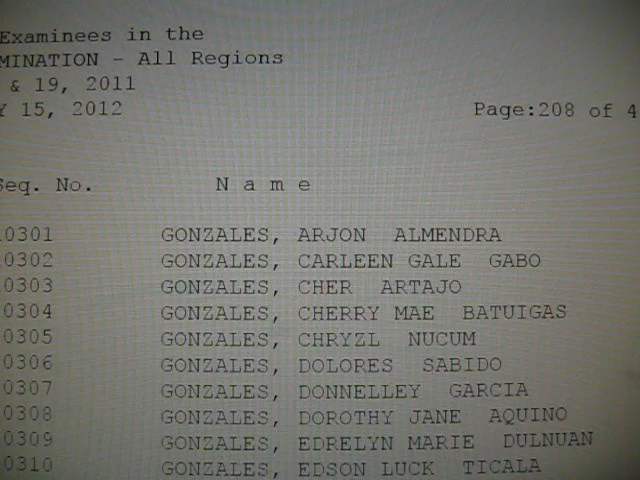 Examinees in the
MINATION - All Regions
& 19, 2011
Y 15, 2012 Page:208 of 4
Seq. No. N a m e
0301 GONZALES, ARJON ALMENDRA
0302 GONZALES, CARLEEN GALE GABO
0303 GONZALES, CHER ARTAJO
0304 GONZALES, CHERRY MAE BATUIGAS
0305 GONZALES, CHRYZL NUCUM
0306 GONZALES, DOLORES SABIDO
0307 GONZALES, DONNELLEY GARCIA
0308 GONZALES, DOROTHY JANE AQUINO
0309 GONZALES, EDRELYN MARIE DULNUAN
0310 GONZALES, EDSON LUCK TICALA